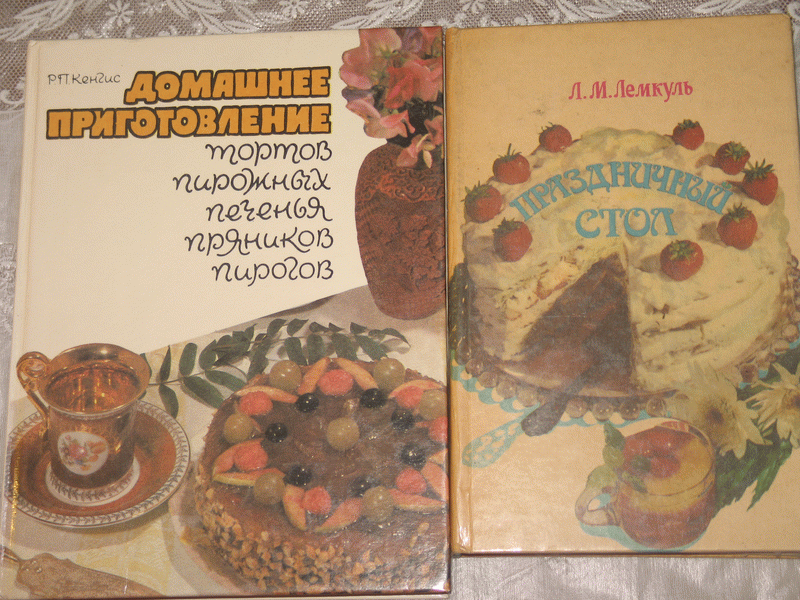 Р.П. Кенгис
ДОМАШНЕЕ
ПРИГОТОВЛЕНИЕ
тортов
пирожных
печенья
пряников
пирогов
Л.М. Лемкуль
ПРАЗДНИЧНЫЙ
СТОЛ